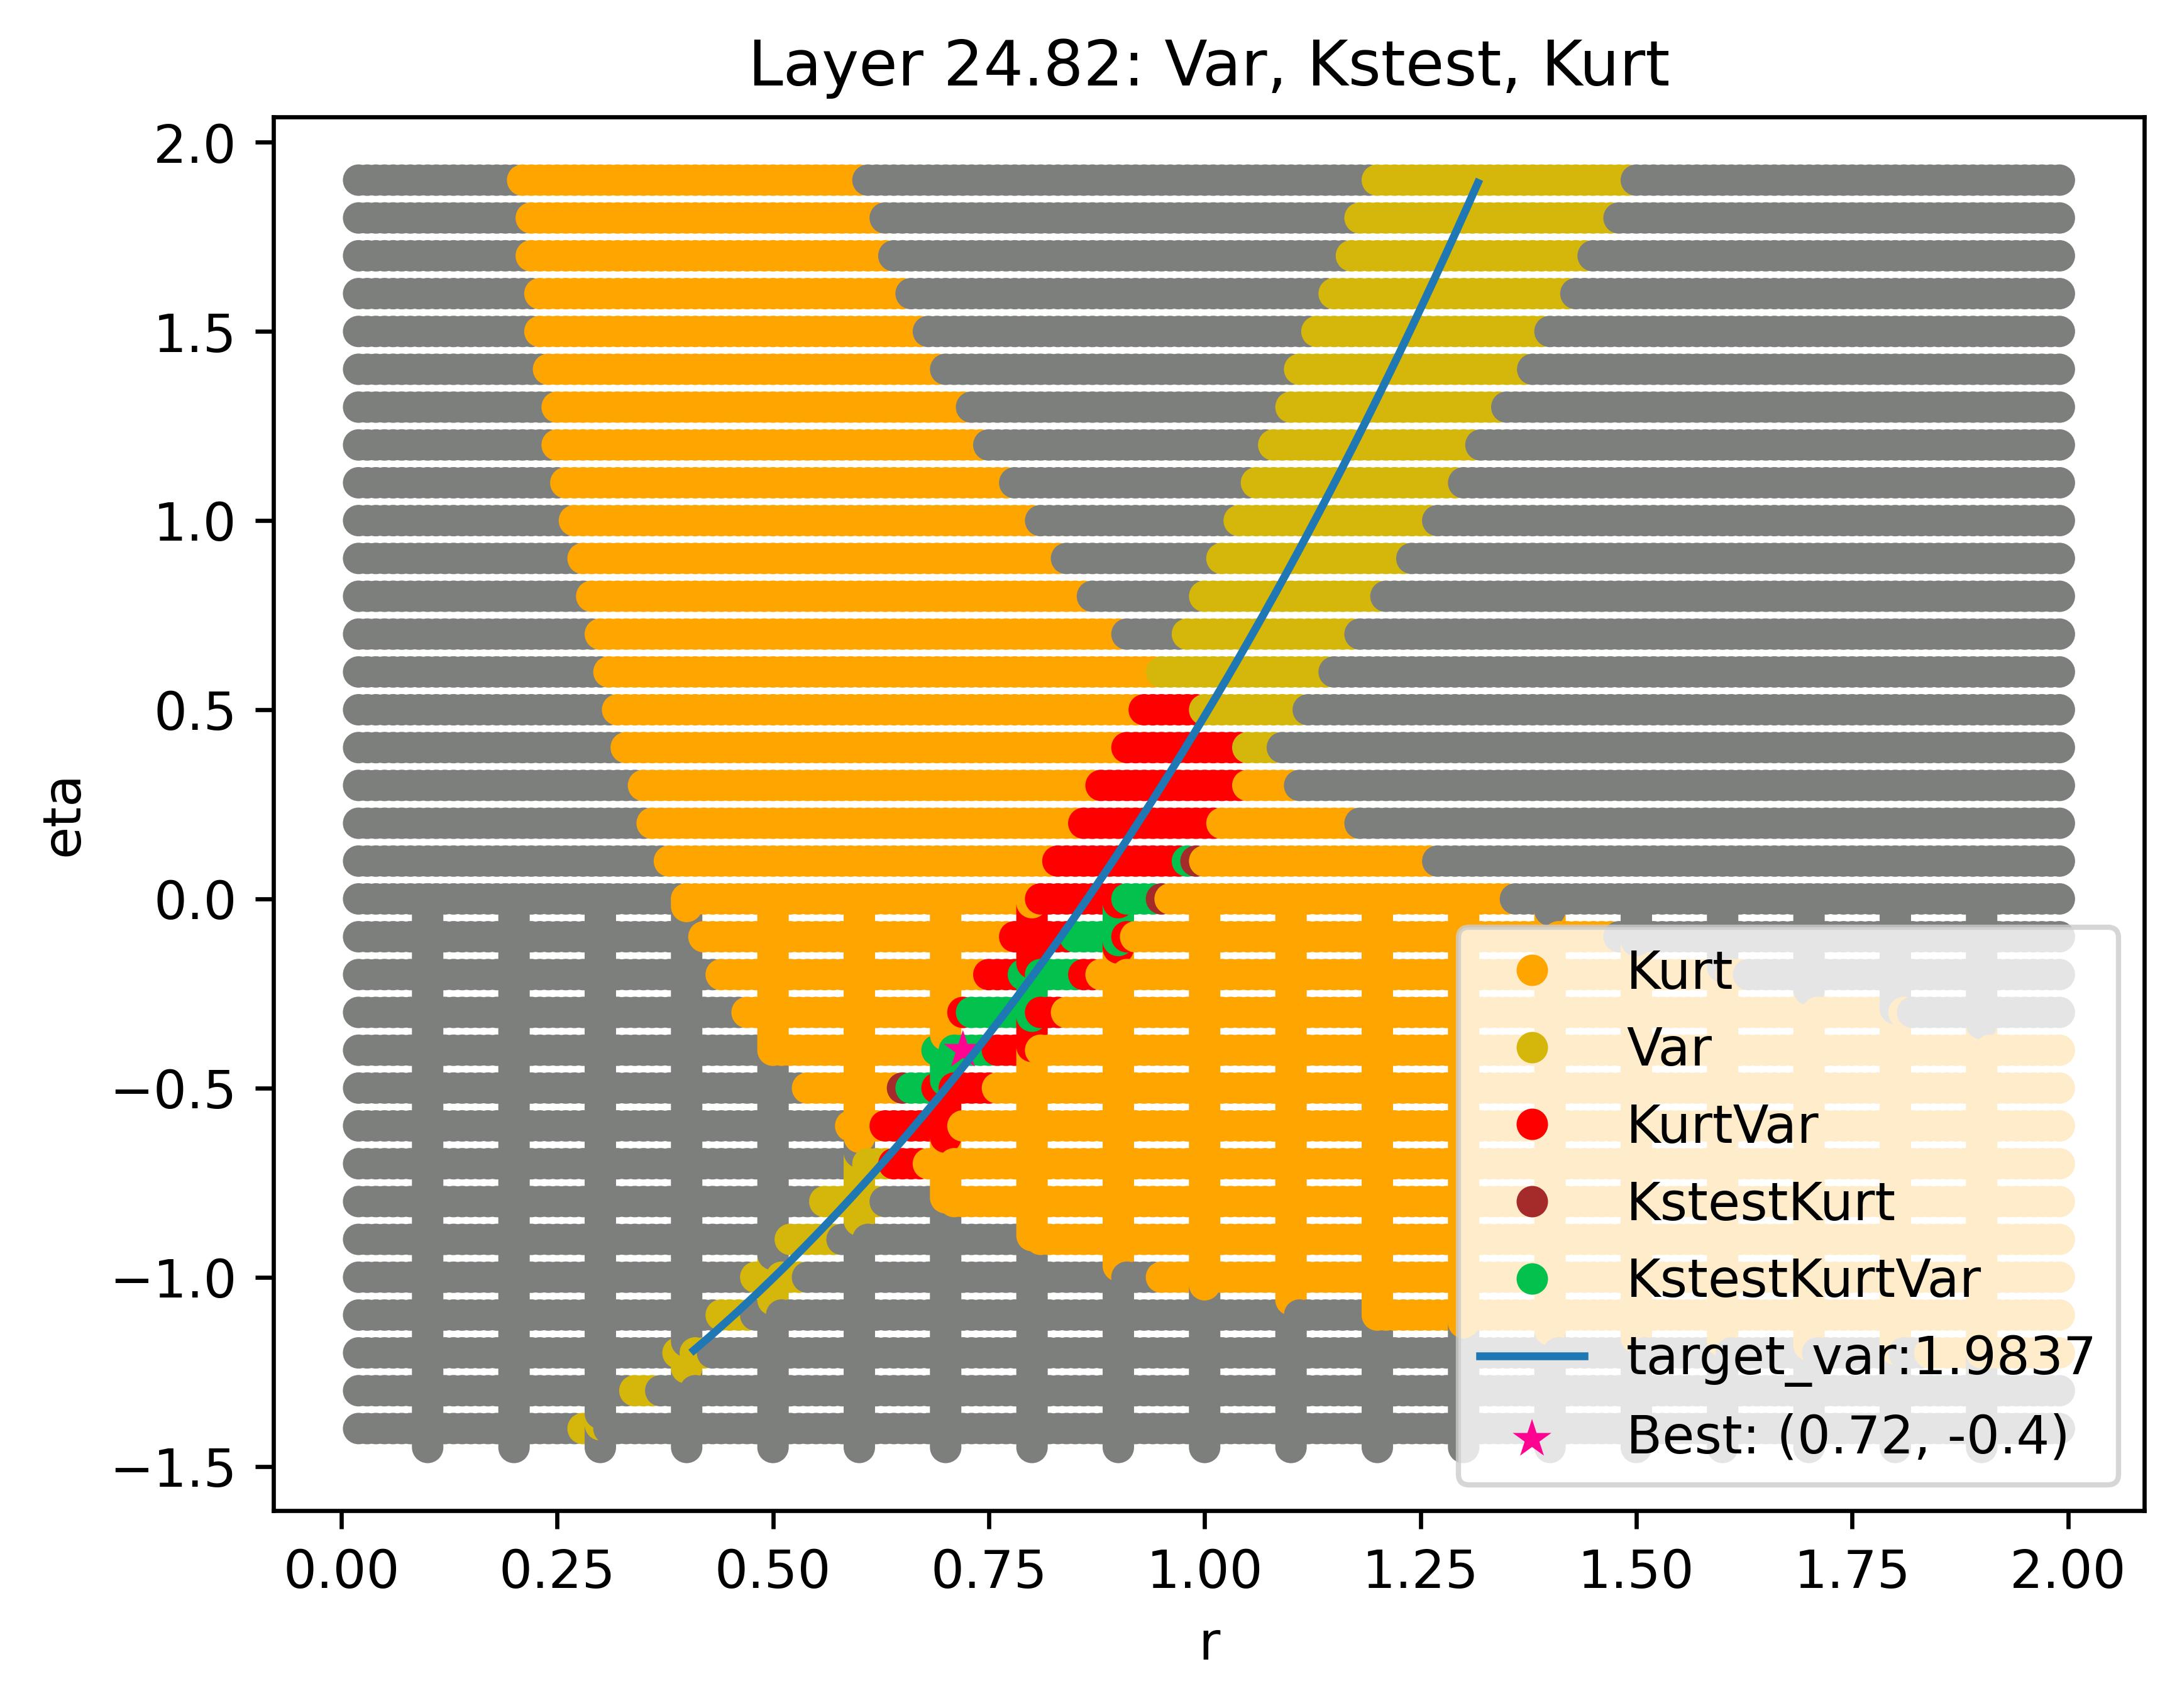 Layer 24.82: Var, Kstest, Kurt
2.0
1.5
1.0
0.5
0.0
−0.5
−1.0
−1.5
eta
Kurt
Var
KurtVar
KstestKurt
KstestKurtVar
target_var:1.9837
Best: (0.72, -0.4)
0.00 0.25 0.50 0.75 1.00 1.25 1.50 1.75 2.00
r